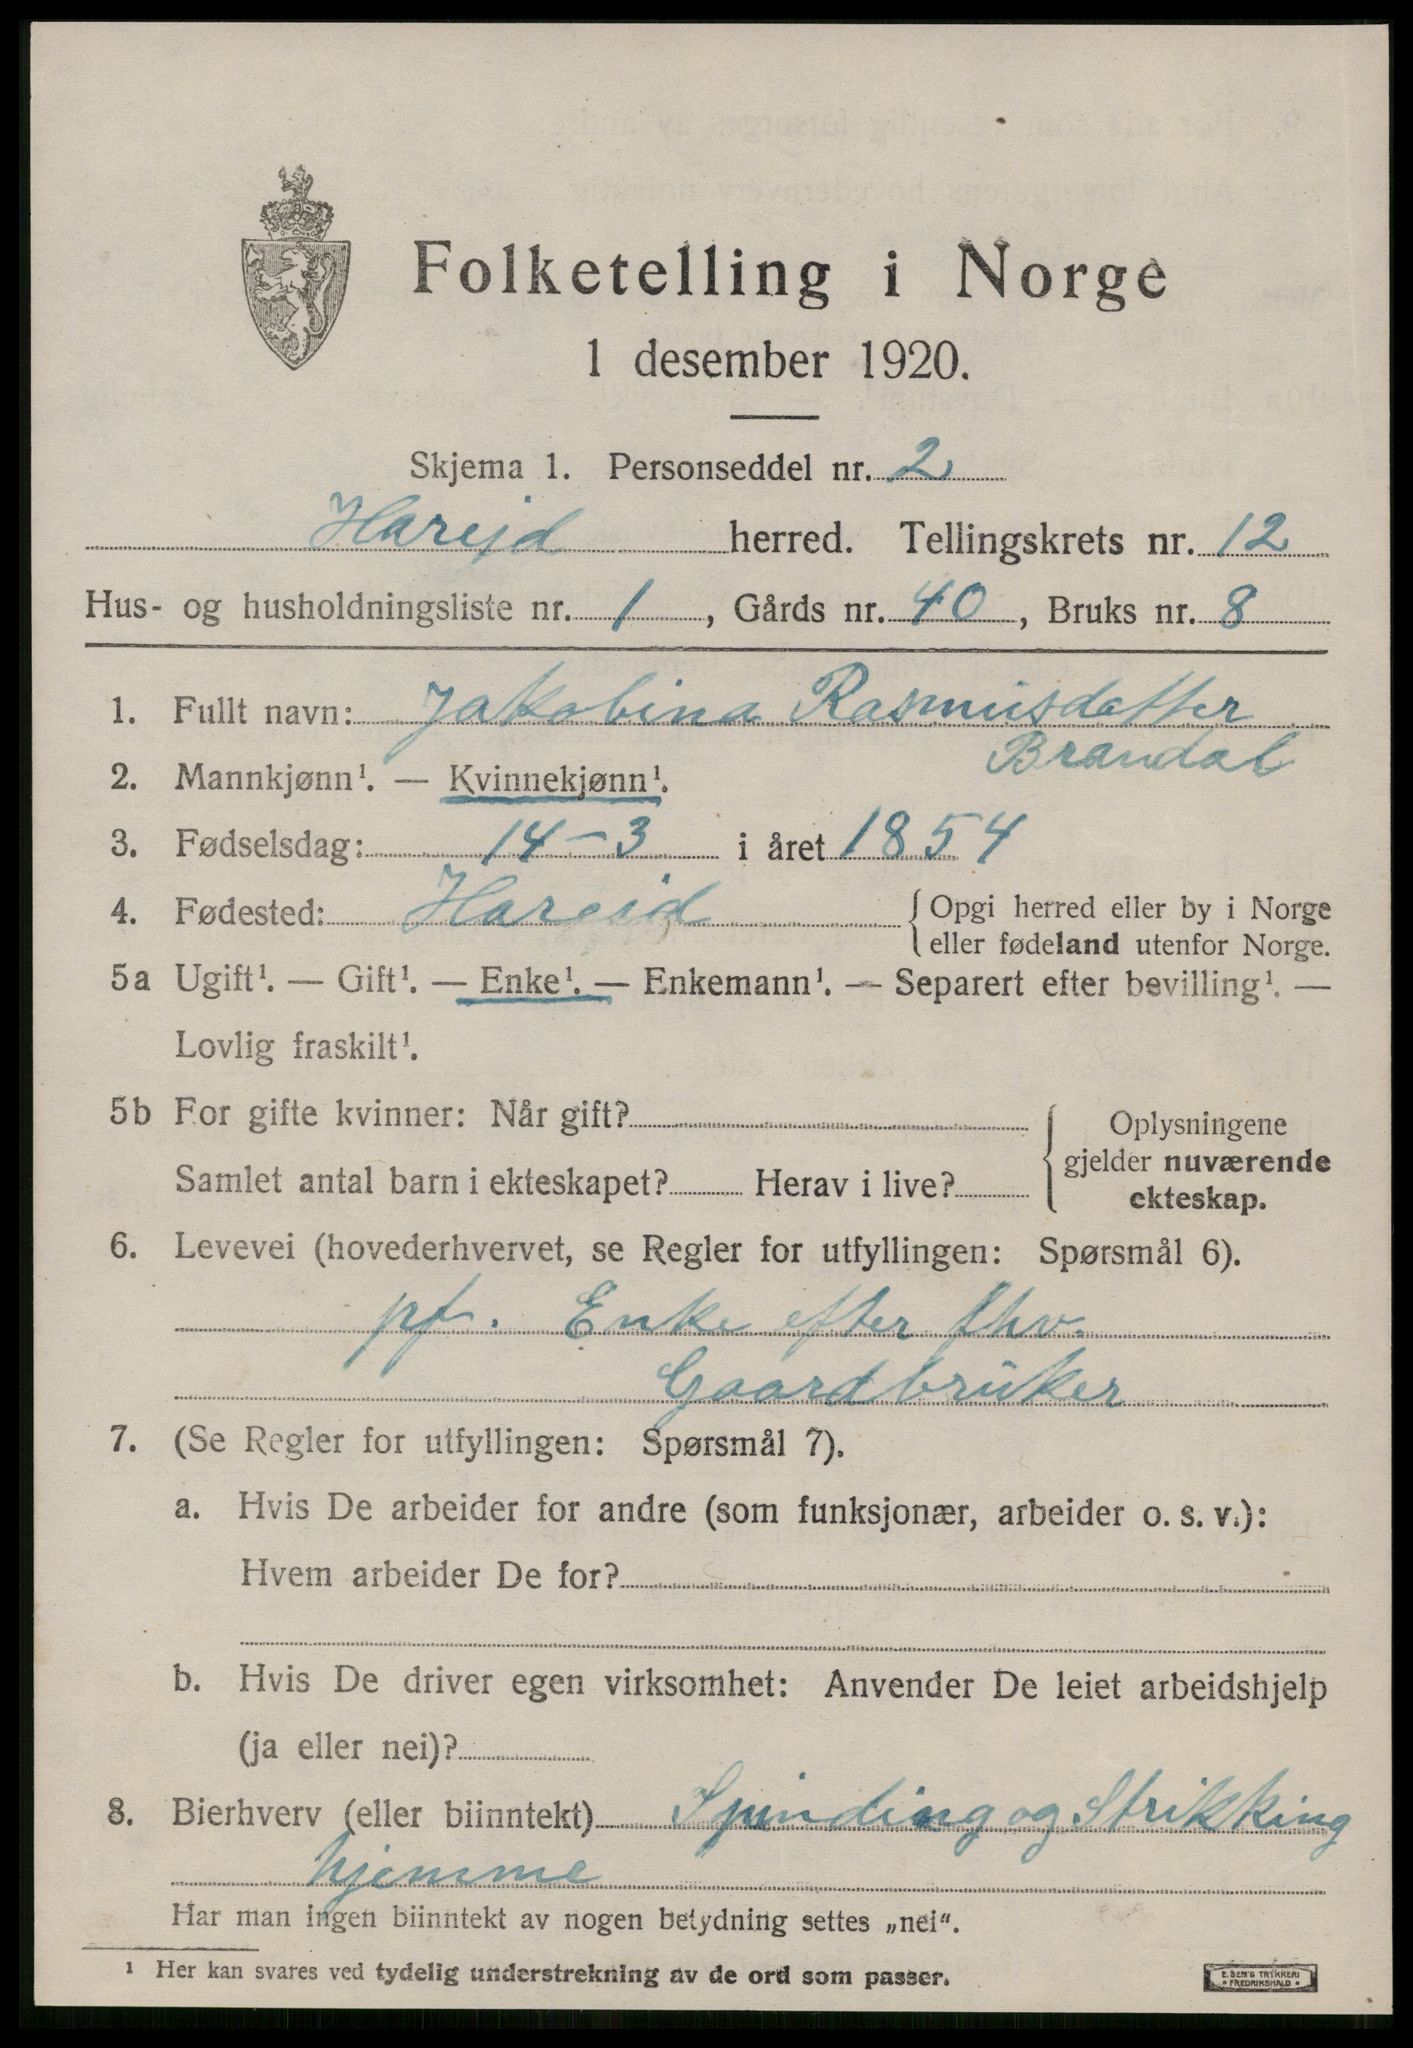 Folketelling i Norge
1 desember 1920.
Skjema 1. Personseddel nr. 2
Hareid herred. Tellingskrets nr. 12
Hus- og husholdningsliste nr. 1, Gårds nr. 40, Bruks nr. 8
1. Fullt navn: Jakobina Rasmusdatter
Brandal
2. Mannkjønn¹. — Kvinnekjønn¹.
3. Fødselsdag: 14-3 i året 1854
4. Fødested: Hareid { Opgi herred eller by i Norge
eller fødeland utenfor Norge.
5a Ugift¹. — Gift¹. — Enke¹. — Enkemann¹. — Separert efter bevilling¹. —
Lovlig fraskilt¹.
5b For gifte kvinner: Når gift? { Oplysningene
gjelder nuværende
Samlet antal barn i ekteskapet? Herav i live?
ekteskap.
6. Levevei (hovederhvervet, se Regler for utfyllingen: Spørsmål 6).
pf. Enke efter fhv.
Gaardbruker
7. (Se Regler for utfyllingen: Spørsmål 7).
a. Hvis De arbeider for andre (som funksjonær, arbeider o. s. v.):
Hvem arbeider De for?
b. Hvis De driver egen virksomhet: Anvender De leiet arbeidshjelp
(ja eller nei)?
8. Bierhverv (eller biinntekt) Spinding og Strikking
hjemme
Har man ingen biinntekt av nogen betydning settes „nei“.
¹ Her kan svares ved tydelig understrekning av de ord som passer.
E. SEM'S TRYKKERI
• FREDRIKSHALD •